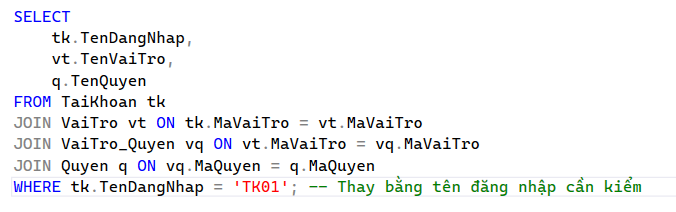 SELECT
    tk.TenDangNhap,
    vt.TenVaiTro,
    q.TenQuyen
FROM TaiKhoan tk
JOIN VaiTro vt ON tk.MaVaiTro = vt.MaVaiTro
JOIN VaiTro_Quyen vq ON vt.MaVaiTro = vq.MaVaiTro
JOIN Quyen q ON vq.MaQuyen = q.MaQuyen
WHERE tk.TenDangNhap = 'TK01'; -- Thay bằng tên đăng nhập cần kiểm